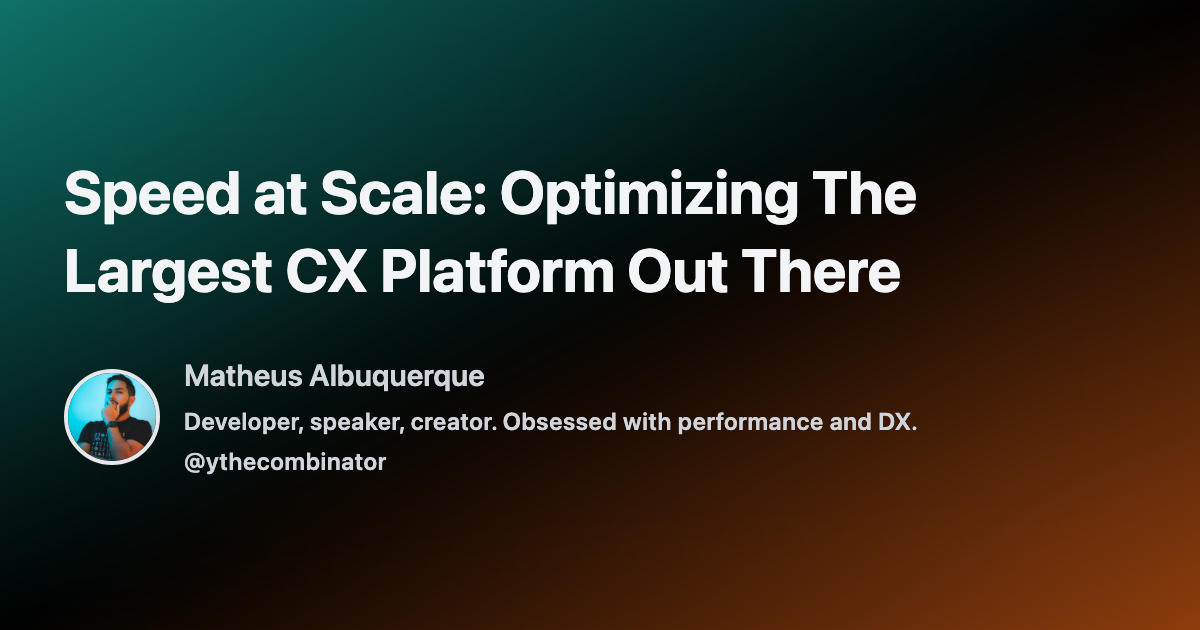 Speed at Scale: Optimizing The
Largest CX Platform Out There
Matheus Albuquerque
Developer, speaker, creator. Obsessed with performance and DX.
@ythecombinator